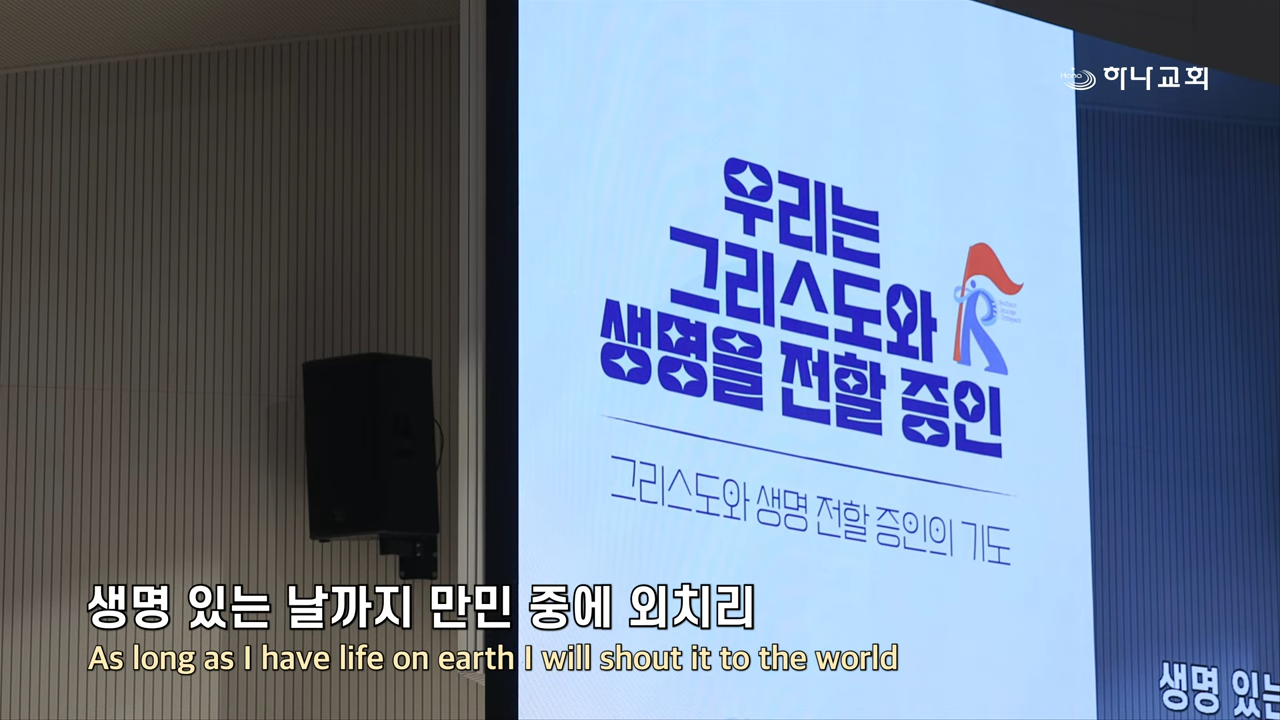 하나교회
우리는
그리스도와
생명을 전할 증인
그리스도와 생명 전할 증인의 기도
생명 있는 날까지 만민 중에 외치리
As long as I have life on earth I will shout it to the world
생명 있는